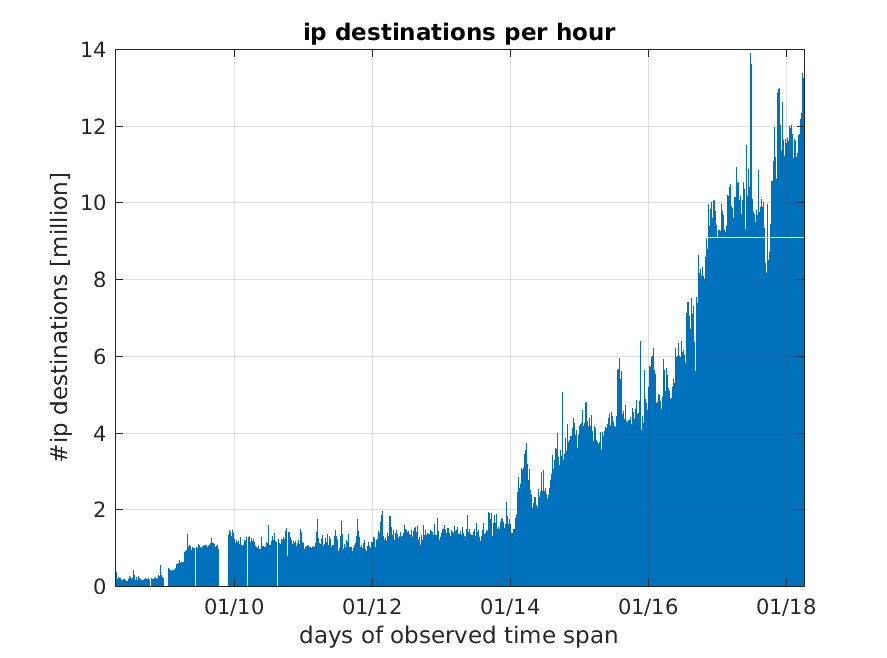 ip destinations per hour
#ip destinations [million]
14
12
10
8
6
4
2
0
01/10 01/12 01/14 01/16 01/18
days of observed time span